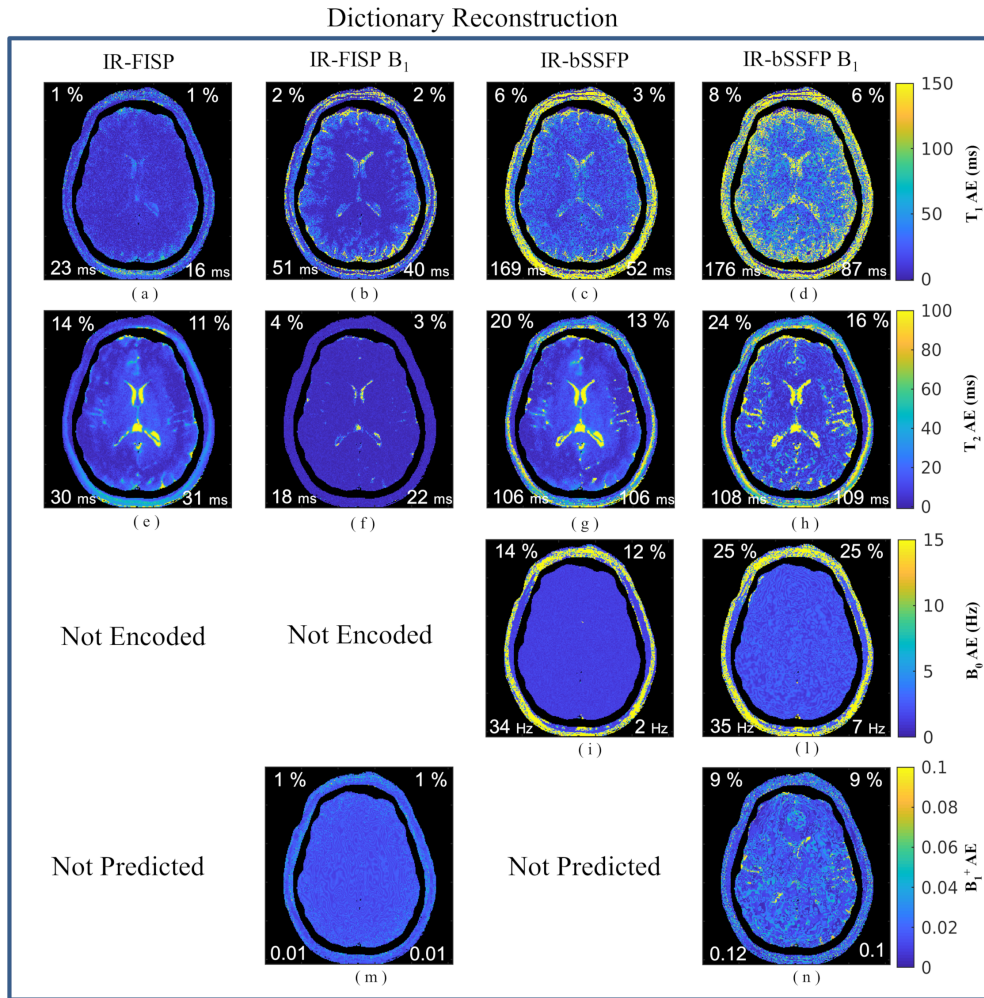 Dictionary Reconstruction
IR-FISP IR-FISP B₁ IR-bSSFP IR-bSSFP B₁
1 % 1 % 2 % 2 % 6 % 3 % 8 % 6 % 150
100
T₁ AE (ms)
50
23 ms 16 ms 51 ms 40 ms 169 ms 52 ms 176 ms 87 ms 0
( a ) ( b ) ( c ) ( d )
14 % 11 % 4 % 3 % 20 % 13 % 24 % 16 % 100
80
60
T₂ AE (ms)
40
20
30 ms 31 ms 18 ms 22 ms 106 ms 106 ms 108 ms 109 ms 0
( e ) ( f ) ( g ) ( h )
14 % 12 % 25 % 25 % 15
10
Not Encoded Not Encoded B₀ AE (Hz)
5
34 Hz 2 Hz 35 Hz 7 Hz 0
( i ) ( l )
1 % 1 % 9 % 9 % 0.1
0.08
0.06
Not Predicted Not Predicted B₁⁺ AE
0.04
0.02
0.01 0.01 0.12 0.1 0
( m ) ( n )